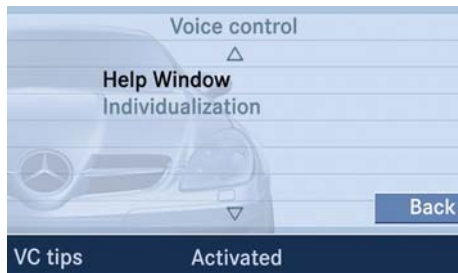 Voice control
Help Window
Individualization
Back
VC tips Activated